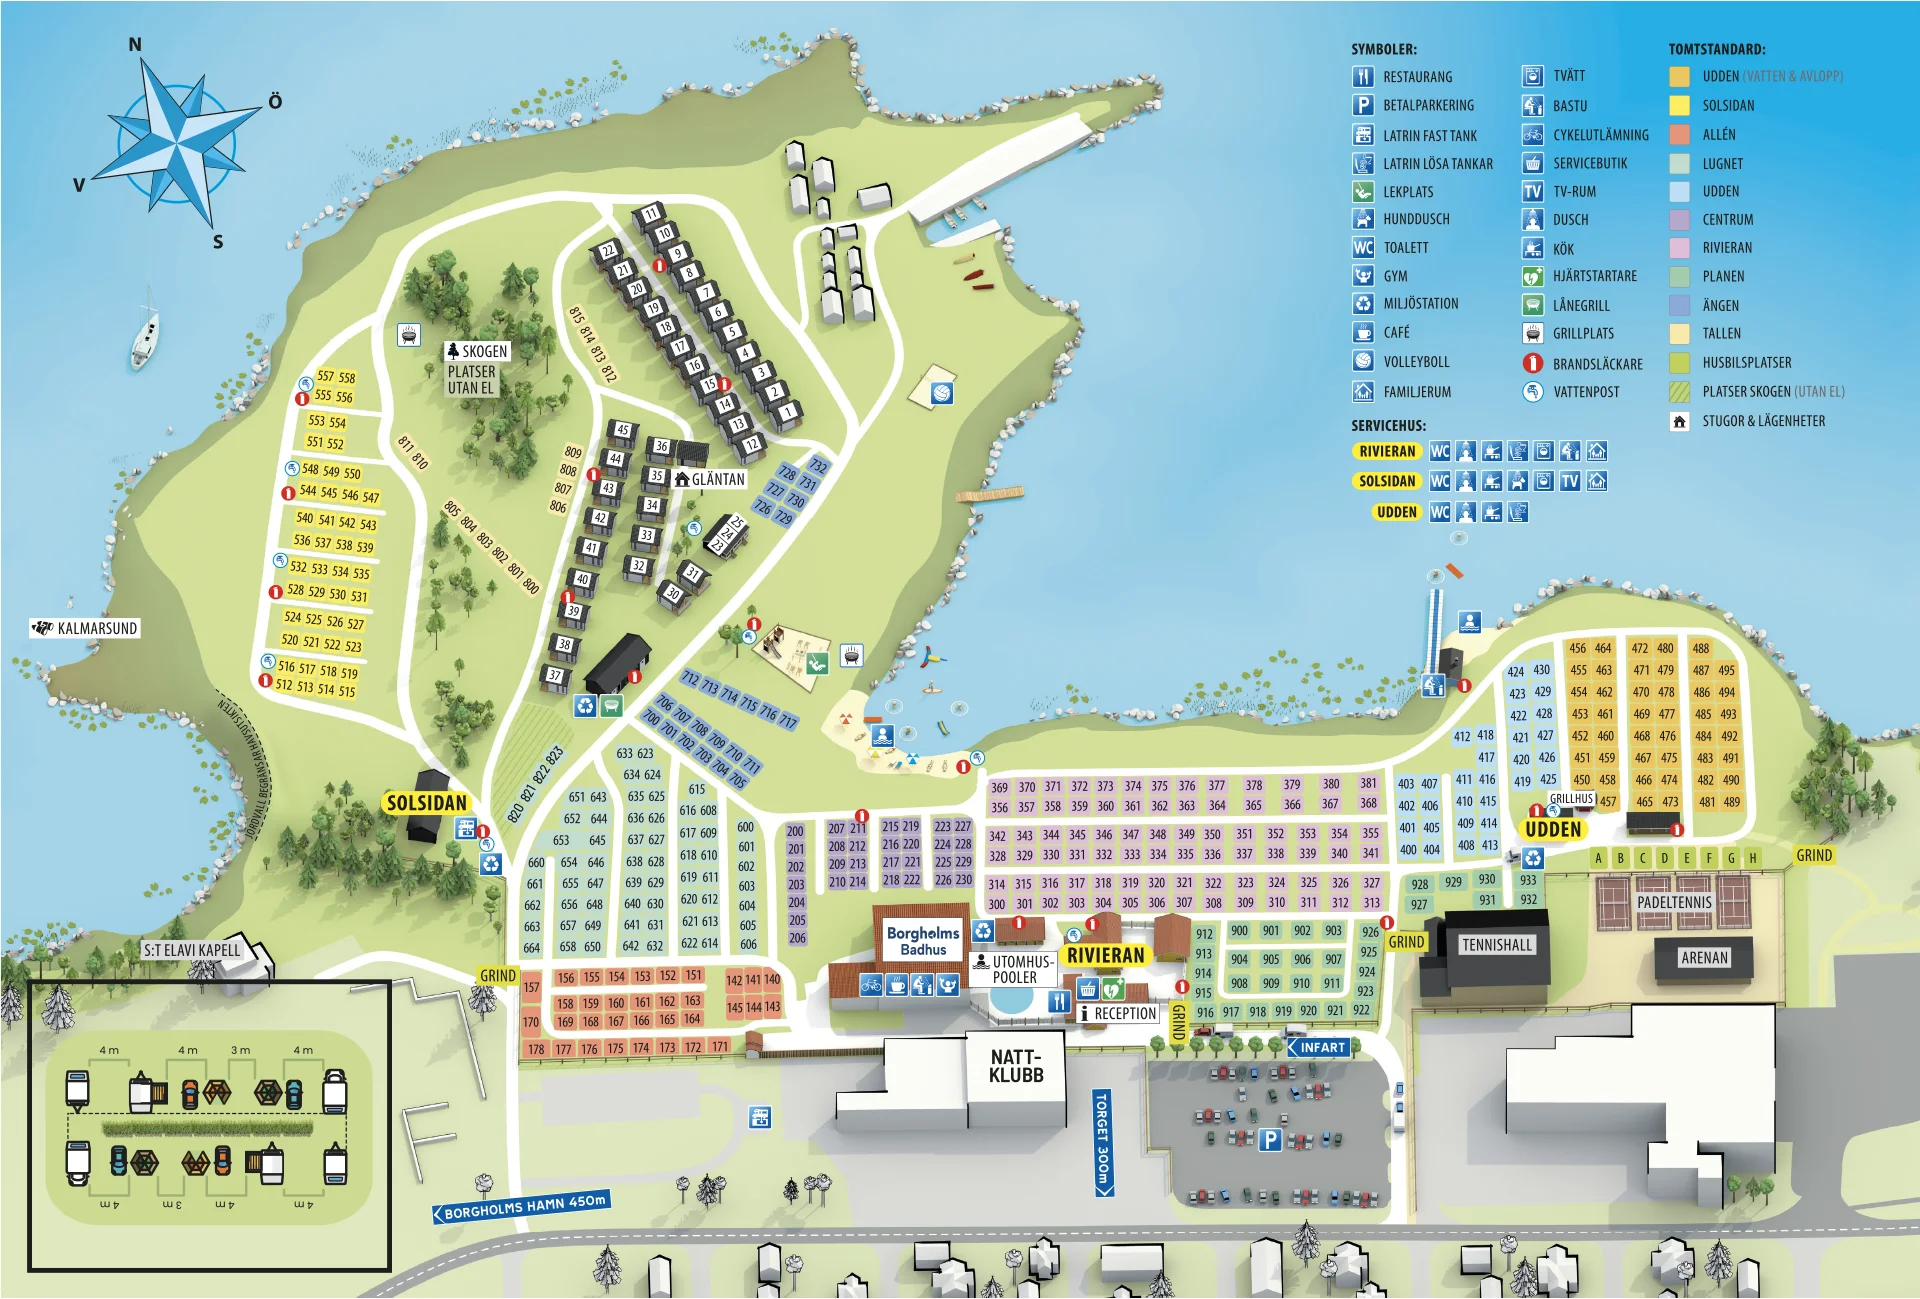 N
Ö
V
S
SYMBOLER:
RESTAURANG
BETALPARKERING
LATRIN FAST TANK
LATRIN LÖSA TANKAR
LEKPLATS
HUNDDUSCH
TOALETT
GYM
MILJÖSTATION
CAFÉ
VOLLEYBOLL
FAMILJERUM
TVÄTT
BASTU
CYKELUTLÄMNING
SERVICEBUTIK
TV TV-RUM
DUSCH
KÖK
HJÄRTSTARTARE
LÅNEGRILL
GRILLPLATS
BRANDSLÄCKARE
VATTENPOST
TOMTSTANDARD:
UDDEN (VATTEN & AVLOPP)
SOLSIDAN
ALLÉN
LUGNET
UDDEN
CENTRUM
RIVIERAN
PLANEN
ÄNGEN
TALLEN
HUSBILSPLATSER
PLATSER SKOGEN (UTAN EL)
STUGOR & LÄGENHETER
SERVICEHUS:
RIVIERAN WC
SOLSIDAN WC TV
UDDEN WC
SKOGEN
PLATSER
UTAN EL
11
10
9
8
7
6
5
4
3
2
1
22
21
20
19
18
17
16
15
14
13
12
815 814 813 812
811 810
809
808
807
806
805 804 803 802 801 800
557 558
555 556
553 554
551 552
548 549 550
544 545 546 547
540 541 542 543
536 537 538 539
532 533 534 535
528 529 530 531
524 525 526 527
520 521 522 523
516 517 518 519
512 513 514 515
45
44
43
42
41
40
39
38
37
36
35
34
33
32
31
30
25
24
23
GLÄNTAN
732
728 731
727 730
726 729
KALMARSUND
JORDVALL BEGRÄNSAR HAVSUTSIKTEN
SOLSIDAN
820 821 822 823
712 713 714 715 716 717
706 707 708 709 710 711
700 701 702 703 704 705
633 623
634 624
651 643 635 625
652 644 636 626
653 645 637 627
660 654 646 638 628
661 655 647 639 629
662 656 648 640 630
663 657 649 641 631
664 658 650 642 632
615
616 608
617 609
618 610
619 611
620 612
621 613
622 614
600
601
602
603
604
605
606
200
201
202
203
204
205
206
207 211
208 212
209 213
210 214
215 219
216 220
217 221
218 222
223 227
224 228
225 229
226 230
369 370 371 372 373 374 375 376 377 378 379 380 381
356 357 358 359 360 361 362 363 364 365 366 367 368
342 343 344 345 346 347 348 349 350 351 352 353 354 355
328 329 330 331 332 333 334 335 336 337 338 339 340 341
314 315 316 317 318 319 320 321 322 323 324 325 326 327
300 301 302 303 304 305 306 307 308 309 310 311 312 313
412 418
417
403 407 411 416
402 406 410 415
401 405 409 414
400 404 408 413
424 430
423 429
422 428
421 427
420 426
419 425
456 464
455 463
454 462
453 461
452 460
451 459
450 458
457
472 480
471 479
470 478
469 477
468 476
467 475
466 474
465 473
488
487 495
486 494
485 493
484 492
483 491
482 490
481 489
GRILLHUS
UDDEN
A B C D E F G H
GRIND
PADELTENNIS
TENNISHALL
ARENAN
928 929 930 933
927 931 932
GRIND
912 900 901 902 903 926
913 904 905 906 907 925
914 908 909 910 911 924
915 923
916 917 918 919 920 921 922
GRIND
Borgholms
Badhus
UTOMHUS-
POOLER
RIVIERAN
i RECEPTION
INFART
NATT-
KLUBB
TORGET 300m
P
S:T ELAVI KAPELL
GRIND
157
170
156 155 154 153 152 151
158 159 160 161 162 163
169 168 167 166 165 164
142 141 140
145 144 143
178 177 176 175 174 173 172 171
BORGHOLMS HAMN 450m
4 m 4 m 3 m 4 m
4 m 3 m 4 m 4 m